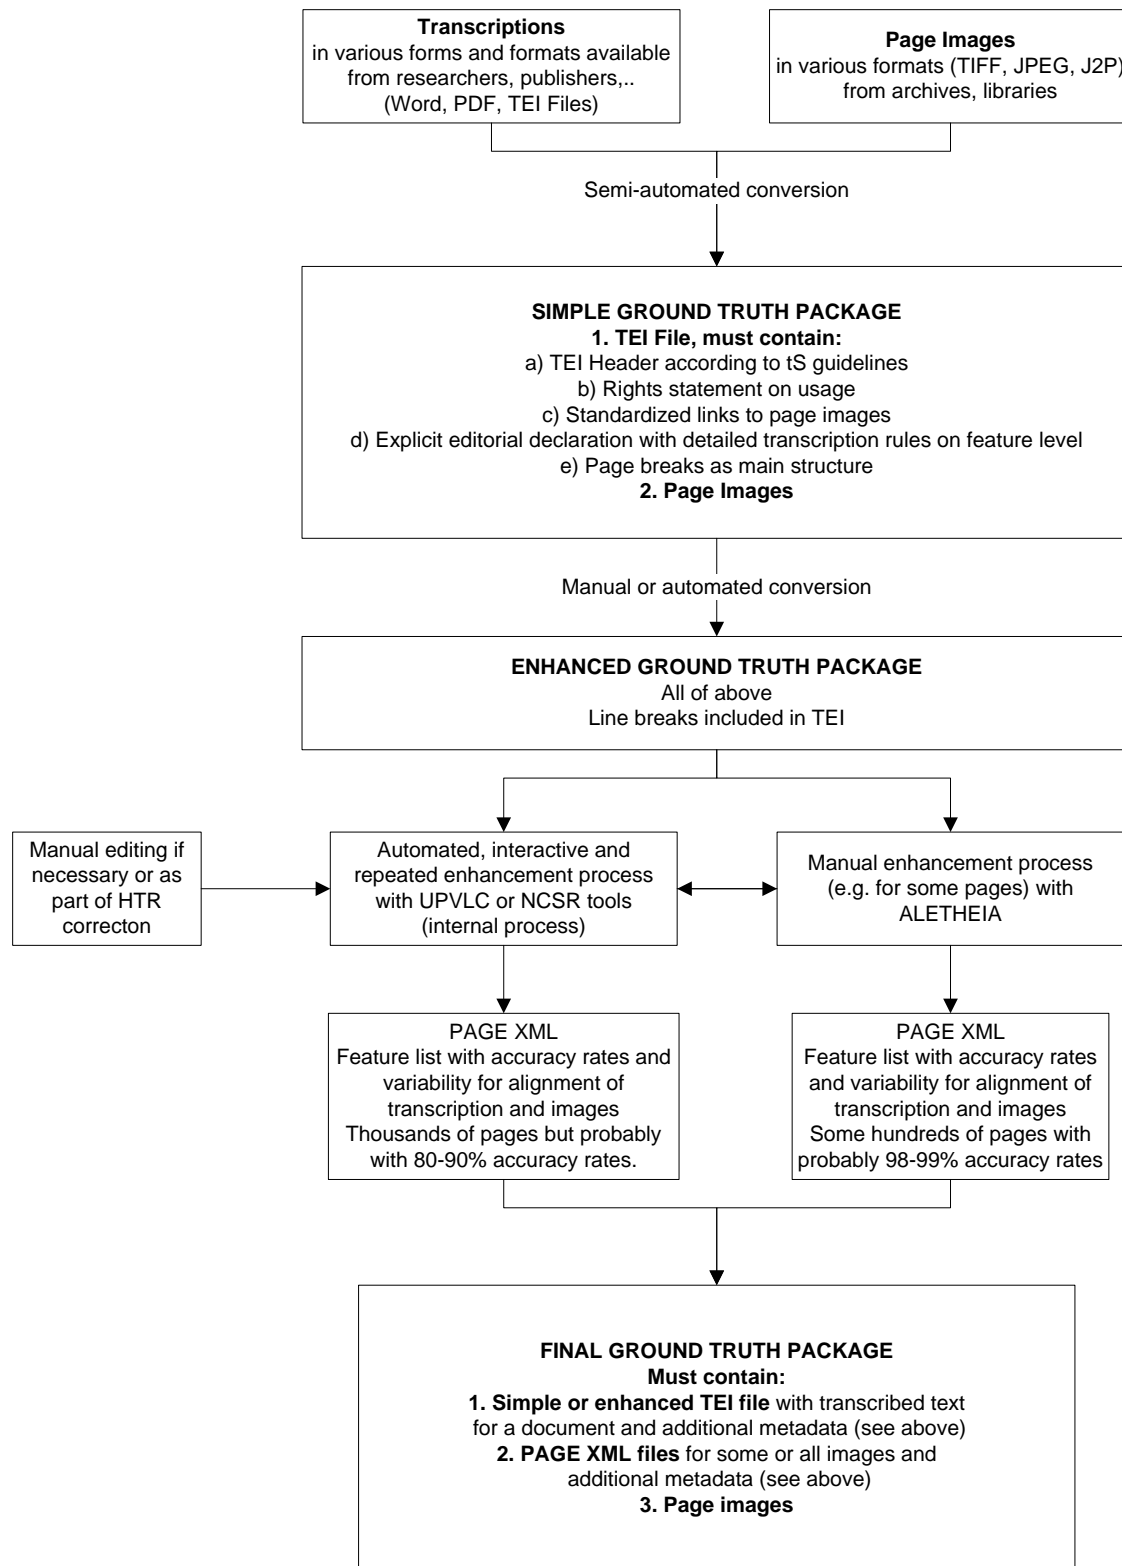 Transcriptions
in various forms and formats available
from researchers, publishers,..
(Word, PDF, TEI Files)
Page Images
in various formats (TIFF, JPEG, J2P)
from archives, libraries
Semi-automated conversion
SIMPLE GROUND TRUTH PACKAGE
1. TEI File, must contain:
a) TEI Header according to tS guidelines
b) Rights statement on usage
c) Standardized links to page images
d) Explicit editorial declaration with detailed transcription rules on feature level
e) Page breaks as main structure
2. Page Images
Manual or automated conversion
ENHANCED GROUND TRUTH PACKAGE
All of above
Line breaks included in TEI
Manual editing if
necessary or as
part of HTR
correcton
Automated, interactive and
repeated enhancement process
with UPVLC or NCSR tools
(internal process)
Manual enhancement process
(e.g. for some pages) with
ALETHEIA
PAGE XML
Feature list with accuracy rates and
variability for alignment of
transcription and images
Thousands of pages but probably
with 80-90% accuracy rates.
PAGE XML
Feature list with accuracy rates
and variability for alignment of
transcription and images
Some hundreds of pages with
probably 98-99% accuracy rates
FINAL GROUND TRUTH PACKAGE
Must contain:
1. Simple or enhanced TEI file with transcribed text
for a document and additional metadata (see above)
2. PAGE XML files for some or all images and
additional metadata (see above)
3. Page images